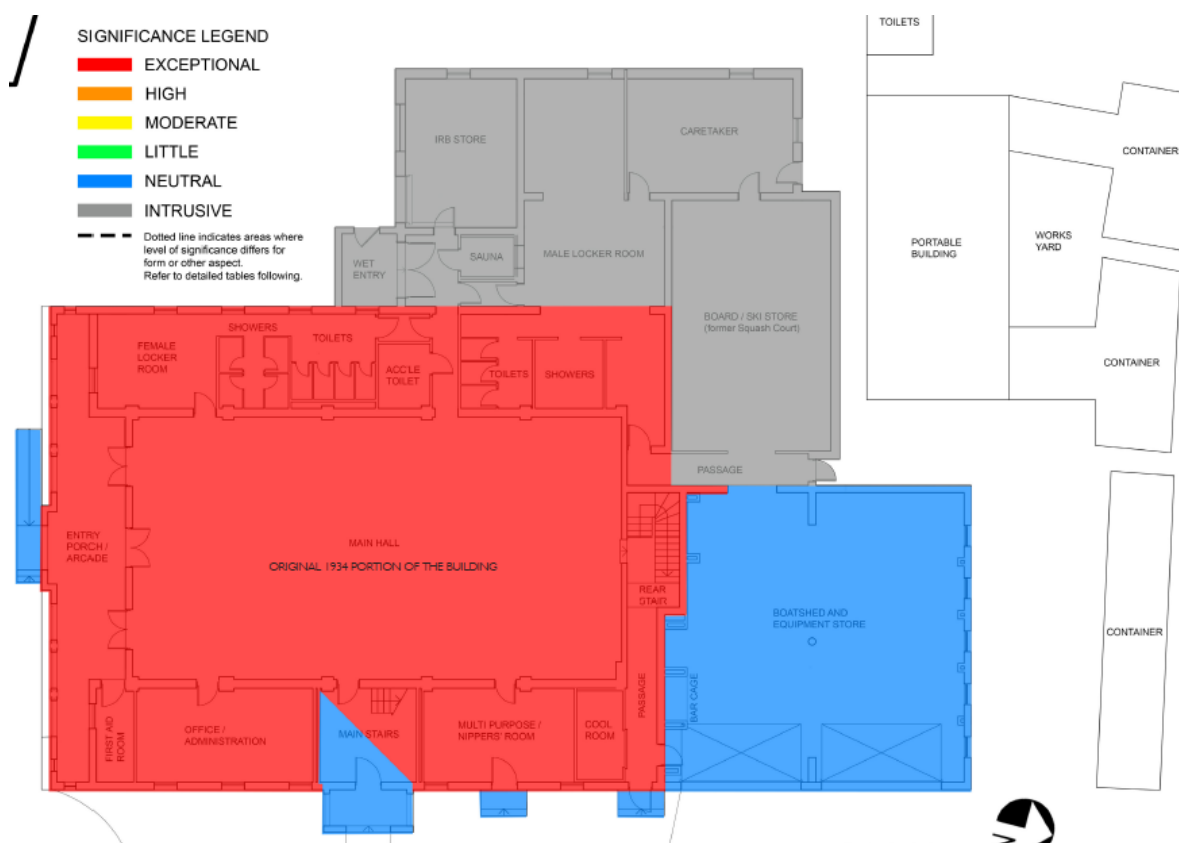 SIGNIFICANCE LEGEND
EXCEPTIONAL
HIGH
MODERATE
LITTLE
NEUTRAL
INTRUSIVE
Dotted line indicates areas where
level of significance differs for
form or other aspect.
Refer to detailed tables following.
TOILETS
IRB STORE
CARETAKER
CONTAINER
WET
ENTRY
SAUNA
MALE LOCKER ROOM
PORTABLE
BUILDING
WORKS
YARD
BOARD / SKI STORE
(former Squash Court)
SHOWERS
TOILETS
FEMALE
LOCKER
ROOM
ACC'LE
TOILET
TOILETS
SHOWERS
CONTAINER
PASSAGE
ENTRY
PORCH /
ARCADE
MAIN HALL
ORIGINAL 1934 PORTION OF THE BUILDING
REAR
STAIR
BOATSHED AND
EQUIPMENT STORE
CONTAINER
FIRST AID
ROOM
OFFICE /
ADMINISTRATION
MAIN STAIRS
MULTI PURPOSE /
NIPPERS' ROOM
COOL
ROOM
PASSAGE
BAR CAGE